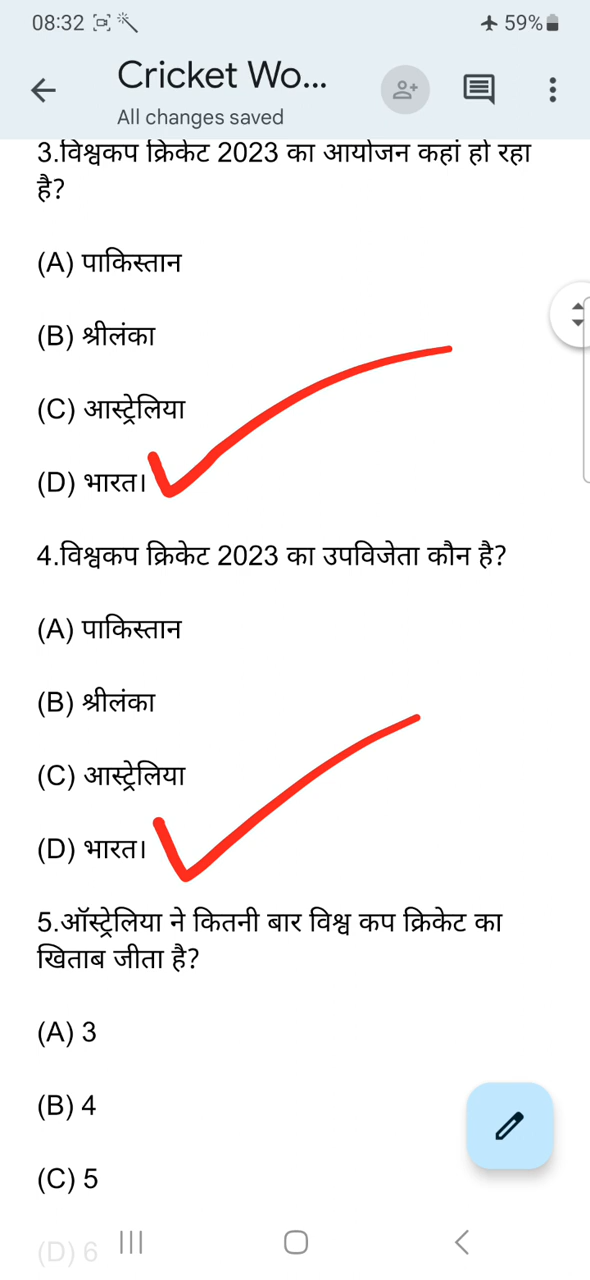 08:32
59%
Cricket Wo...
All changes saved
3.विश्वकप क्रिकेट 2023 का आयोजन कहां हो रहा
है?
(A) पाकिस्तान
(B) श्रीलंका
(C) आस्ट्रेलिया
(D) भारत।
4.विश्वकप क्रिकेट 2023 का उपविजेता कौन है?
(A) पाकिस्तान
(B) श्रीलंका
(C) आस्ट्रेलिया
(D) भारत।
5.ऑस्ट्रेलिया ने कितनी बार विश्व कप क्रिकेट का
खिताब जीता है?
(A) 3
(B) 4
(C) 5
(D) 6